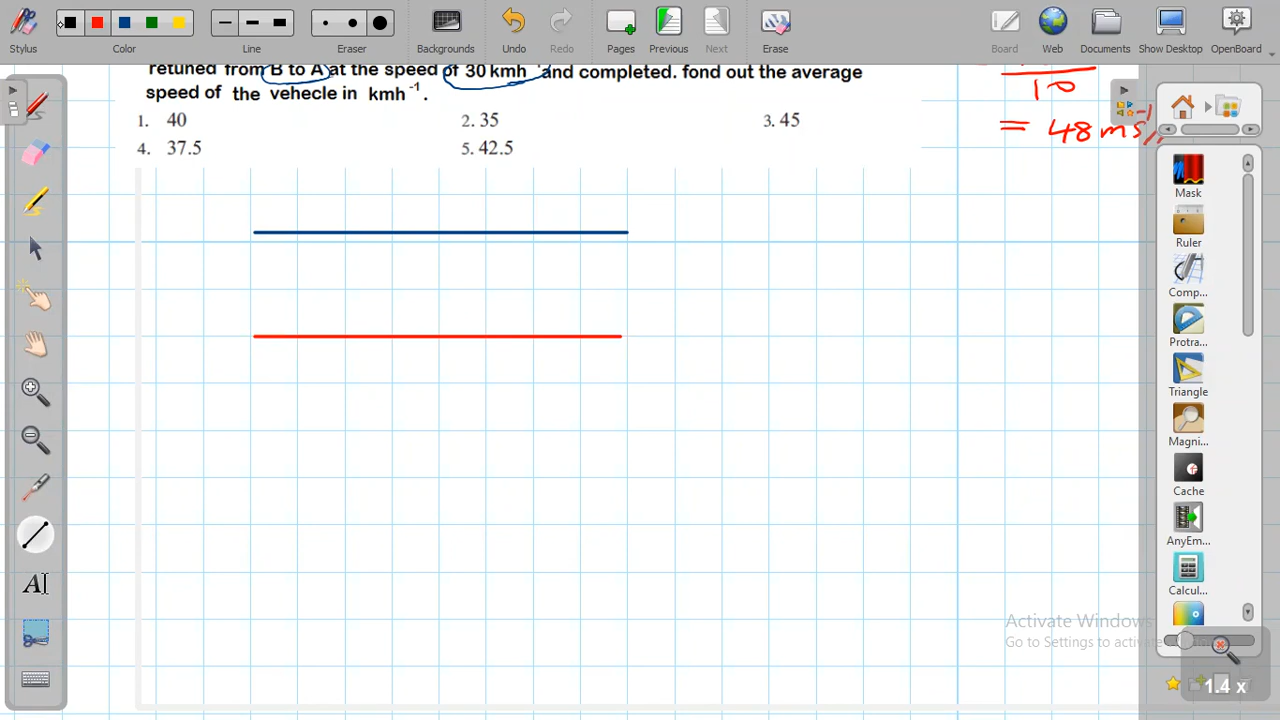 Stylus
Color
Line
Eraser
Backgrounds
Undo
Redo
Pages
Previous
Next
Erase
Board
Web
Documents
Show Desktop
OpenBoard
retuned from B to A at the speed of 30 kmh⁻¹ and completed. fond out the average
speed of the vehecle in kmh⁻¹.
1. 40
2. 35
3. 45
4. 37.5
5. 42.5
10
= 48 ms⁻¹
Mask
Ruler
Comp...
Protra...
Triangle
Magni...
Cache
AnyEm...
Calcul...
Activate Windows
Go to Settings to activate
1.4 x